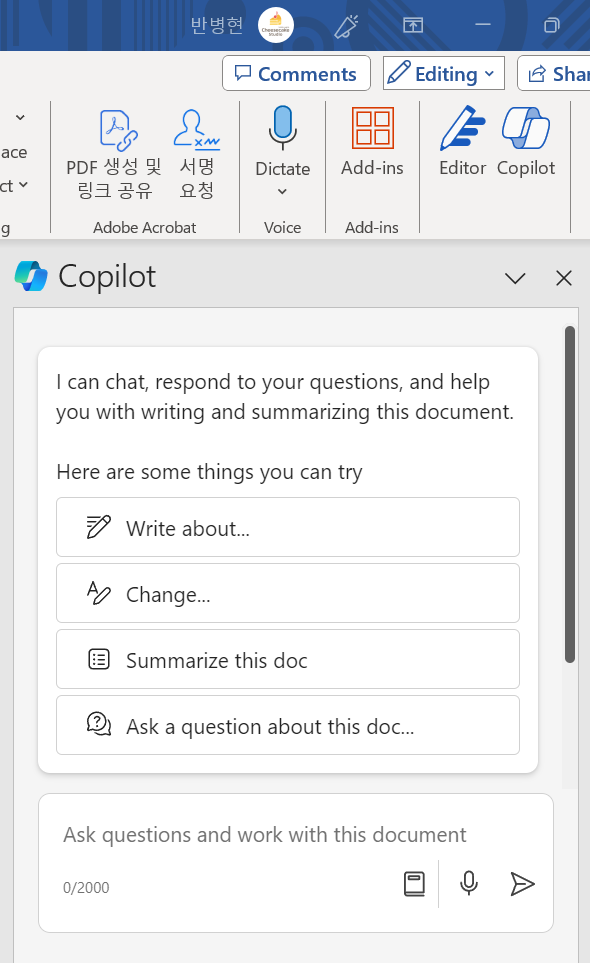 반병현
Comments
Editing
Shar
ace
ct
g
PDF 생성 및
링크 공유
서명
요청
Adobe Acrobat
Dictate
Voice
Add-ins
Add-ins
Editor
Copilot
Copilot
I can chat, respond to your questions, and help
you with writing and summarizing this document.
Here are some things you can try
Write about...
Change...
Summarize this doc
Ask a question about this doc...
Ask questions and work with this document
0/2000